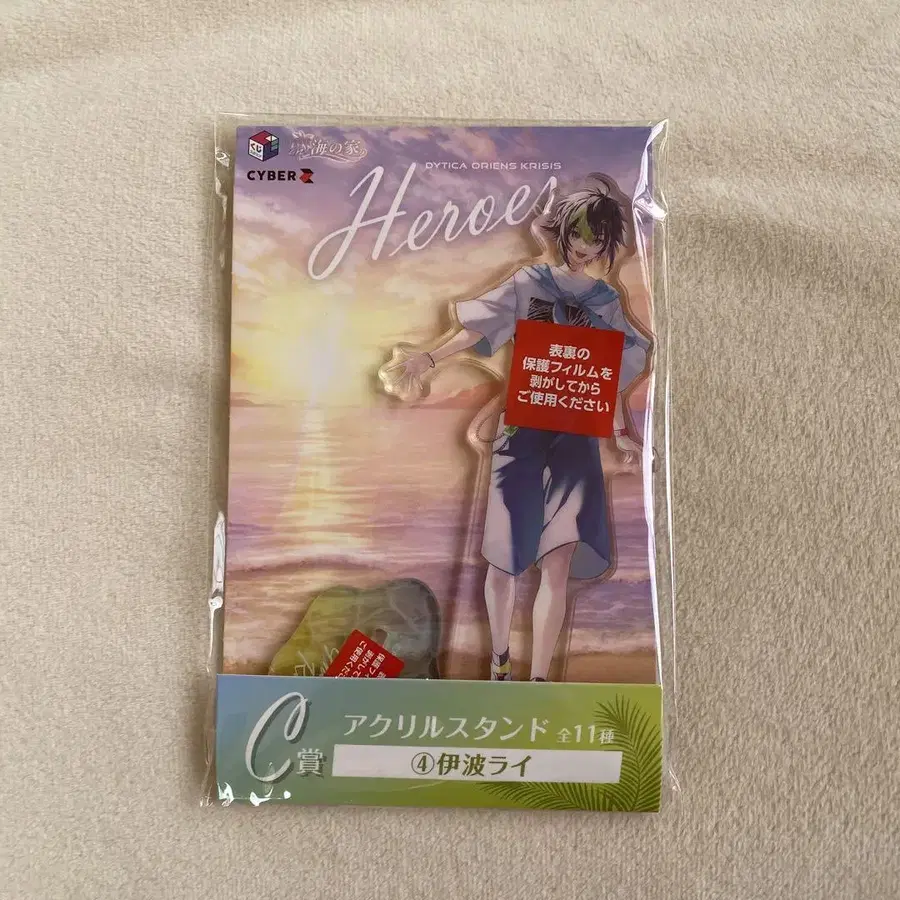 くじ
海の家
CYBER Z
DYTICA ORIENS KRISIS
Heroes
表裏の
保護フィルムを
剥がしてから
ご使用ください
C賞
アクリルスタンド 全11種
④伊波ライ